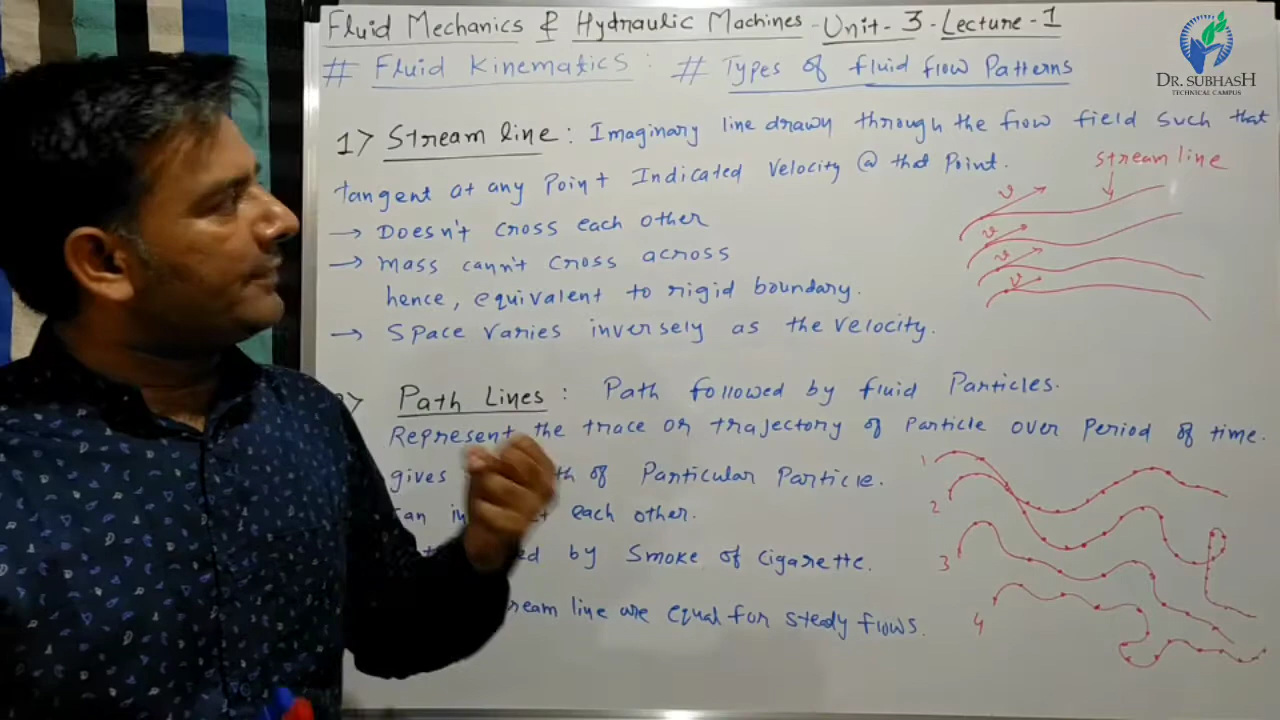 Fluid Mechanics & Hydraulic Machines - Unit - 3 - Lecture - 1
# Fluid Kinematics : # Types of fluid flow Patterns
DR. SUBHASH
TECHNICAL CAMPUS
1> Stream line : Imaginary line drawn through the flow field such that
tangent at any Point Indicated Velocity @ that Point.
→ Doesn't cross each other
→ Mass cann't cross across
hence, equivalent to rigid boundary.
→ Space varies inversely as the velocity.
stream line
v
v
v
v
Path Lines : Path followed by fluid Particles.
Represent the trace or trajectory of Particle over Period of time.
gives of Particular Particle.
each other.
by Smoke of Cigarette.
line are equal for steady flows.
1
2
3
4